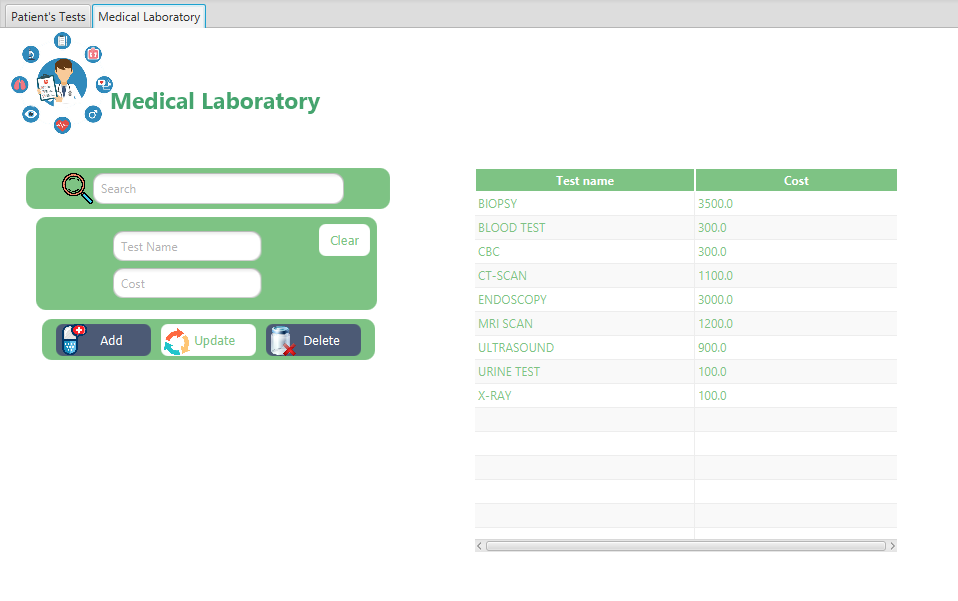 Patient's Tests Medical Laboratory
Medical Laboratory
Search
Test Name
Clear
Cost
Add Update Delete
Test name Cost
BIOPSY 3500.0
BLOOD TEST 300.0
CBC 300.0
CT-SCAN 1100.0
ENDOSCOPY 3000.0
MRI SCAN 1200.0
ULTRASOUND 900.0
URINE TEST 100.0
X-RAY 100.0